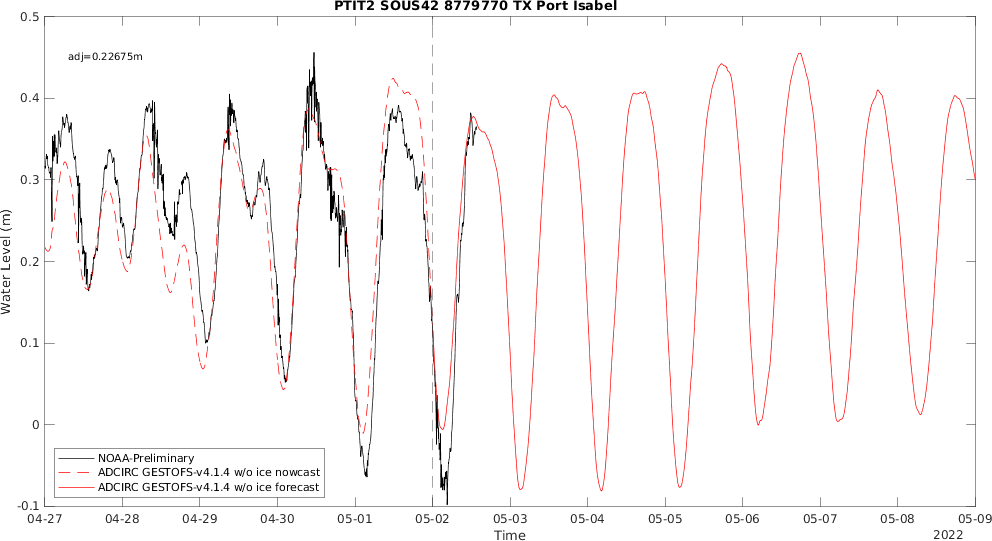 PTIT2 SOUS42 8779770 TX Port Isabel
0.5
adj=0.22675m
0.4
0.3
0.2
0.1
0
-0.1
Water Level (m)
NOAA-Preliminary
ADCIRC GESTOFS-v4.1.4 w/o ice nowcast
ADCIRC GESTOFS-v4.1.4 w/o ice forecast
04-27 04-28 04-29 04-30 05-01 05-02 05-03 05-04 05-05 05-06 05-07 05-08 05-09
Time
2022